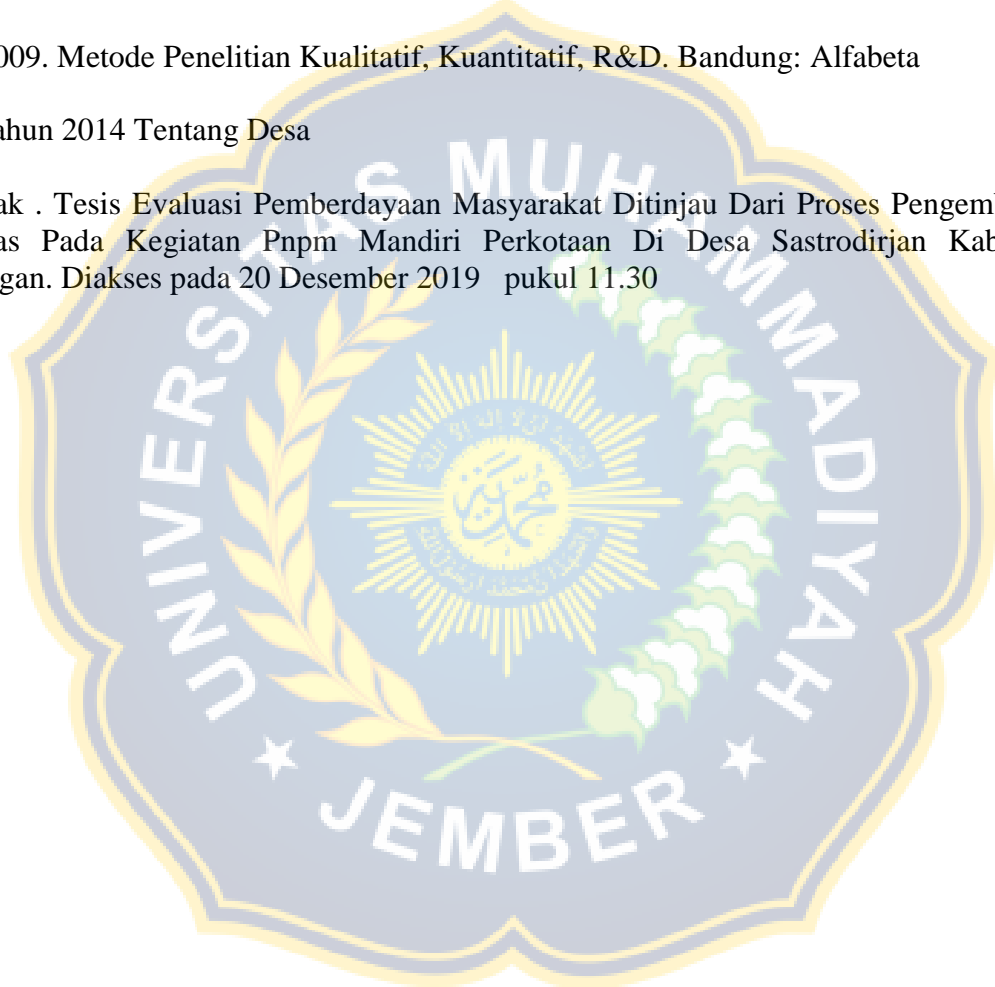 009. Metode Penelitian Kualitatif, Kuantitatif, R&D. Bandung: Alfabeta
ahun 2014 Tentang Desa
ak . Tesis Evaluasi Pemberdayaan Masyarakat Ditinjau Dari Proses Pengemb
as Pada Kegiatan Pnpm Mandiri Perkotaan Di Desa Sastrodirjan Kab
gan. Diakses pada 20 Desember 2019 pukul 11.30
UNIVERSITAS MUHAMMADIYAH
JEMBER